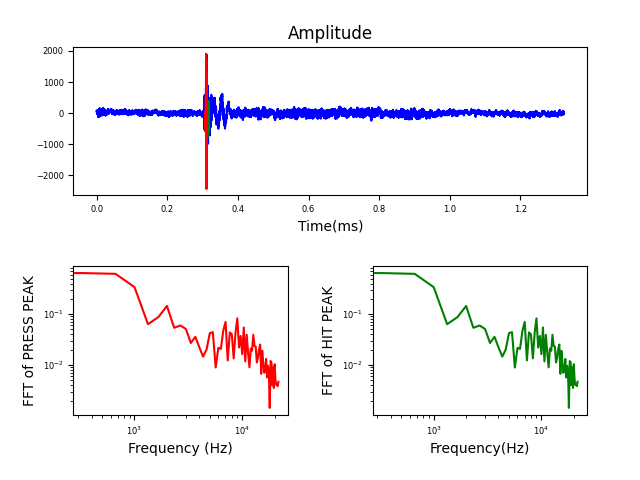 Amplitude
2000
1000
0
−1000
−2000
0.0 0.2 0.4 0.6 0.8 1.0 1.2
Time(ms)
FFT of PRESS PEAK
10⁻¹
10⁻²
10³ 10⁴
Frequency (Hz)
FFT of HIT PEAK
10⁻¹
10⁻²
10³ 10⁴
Frequency(Hz)